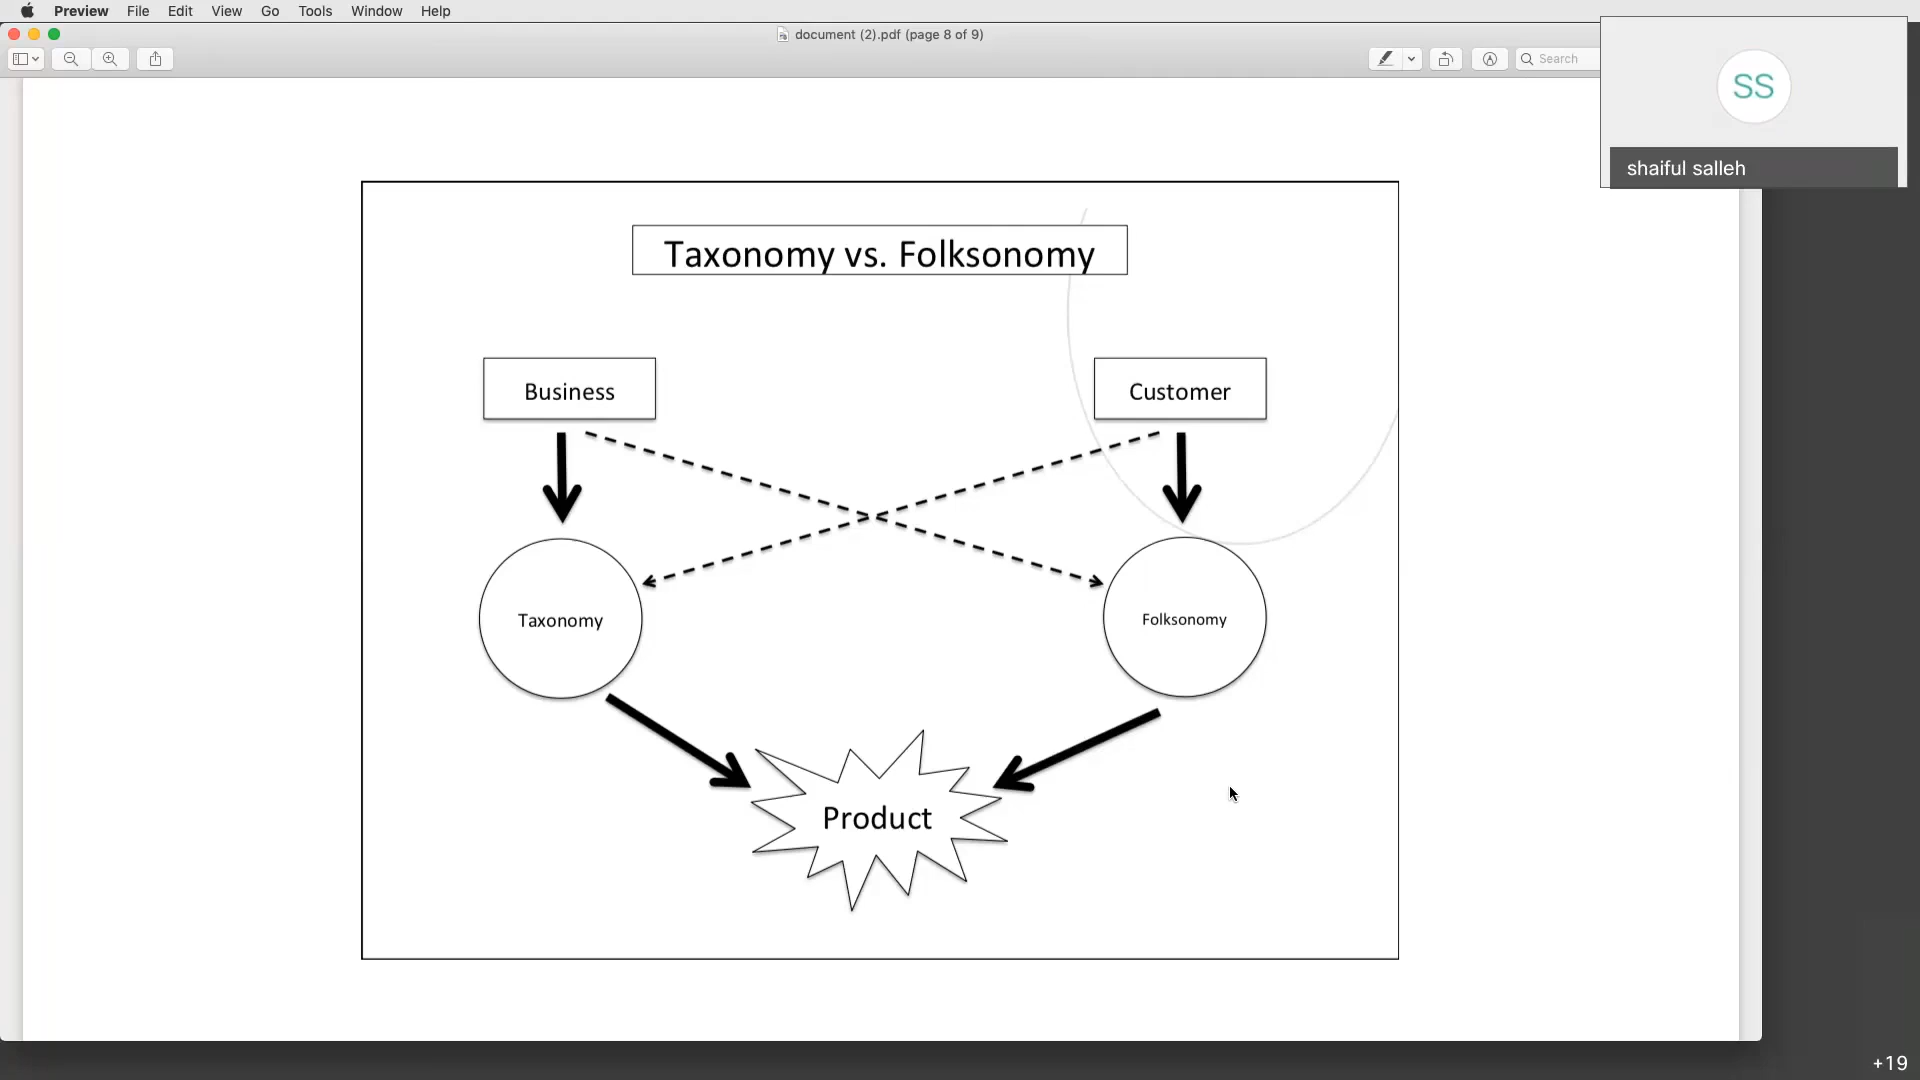 Preview File Edit View Go Tools Window Help
document (2).pdf (page 8 of 9)
Search
SS
shaiful salleh
Taxonomy vs. Folksonomy
Business
Customer
Taxonomy
Folksonomy
Product
+19